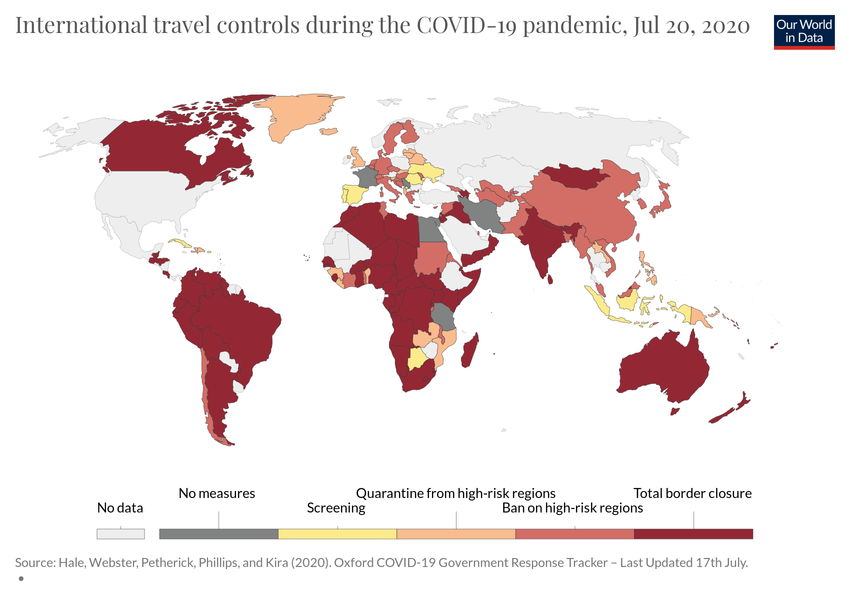 International travel controls during the COVID-19 pandemic, Jul 20, 2020
Our World
in Data
No data
No measures
Screening
Quarantine from high-risk regions
Ban on high-risk regions
Total border closure
Source: Hale, Webster, Petherick, Phillips, and Kira (2020). Oxford COVID-19 Government Response Tracker – Last Updated 17th July.
•